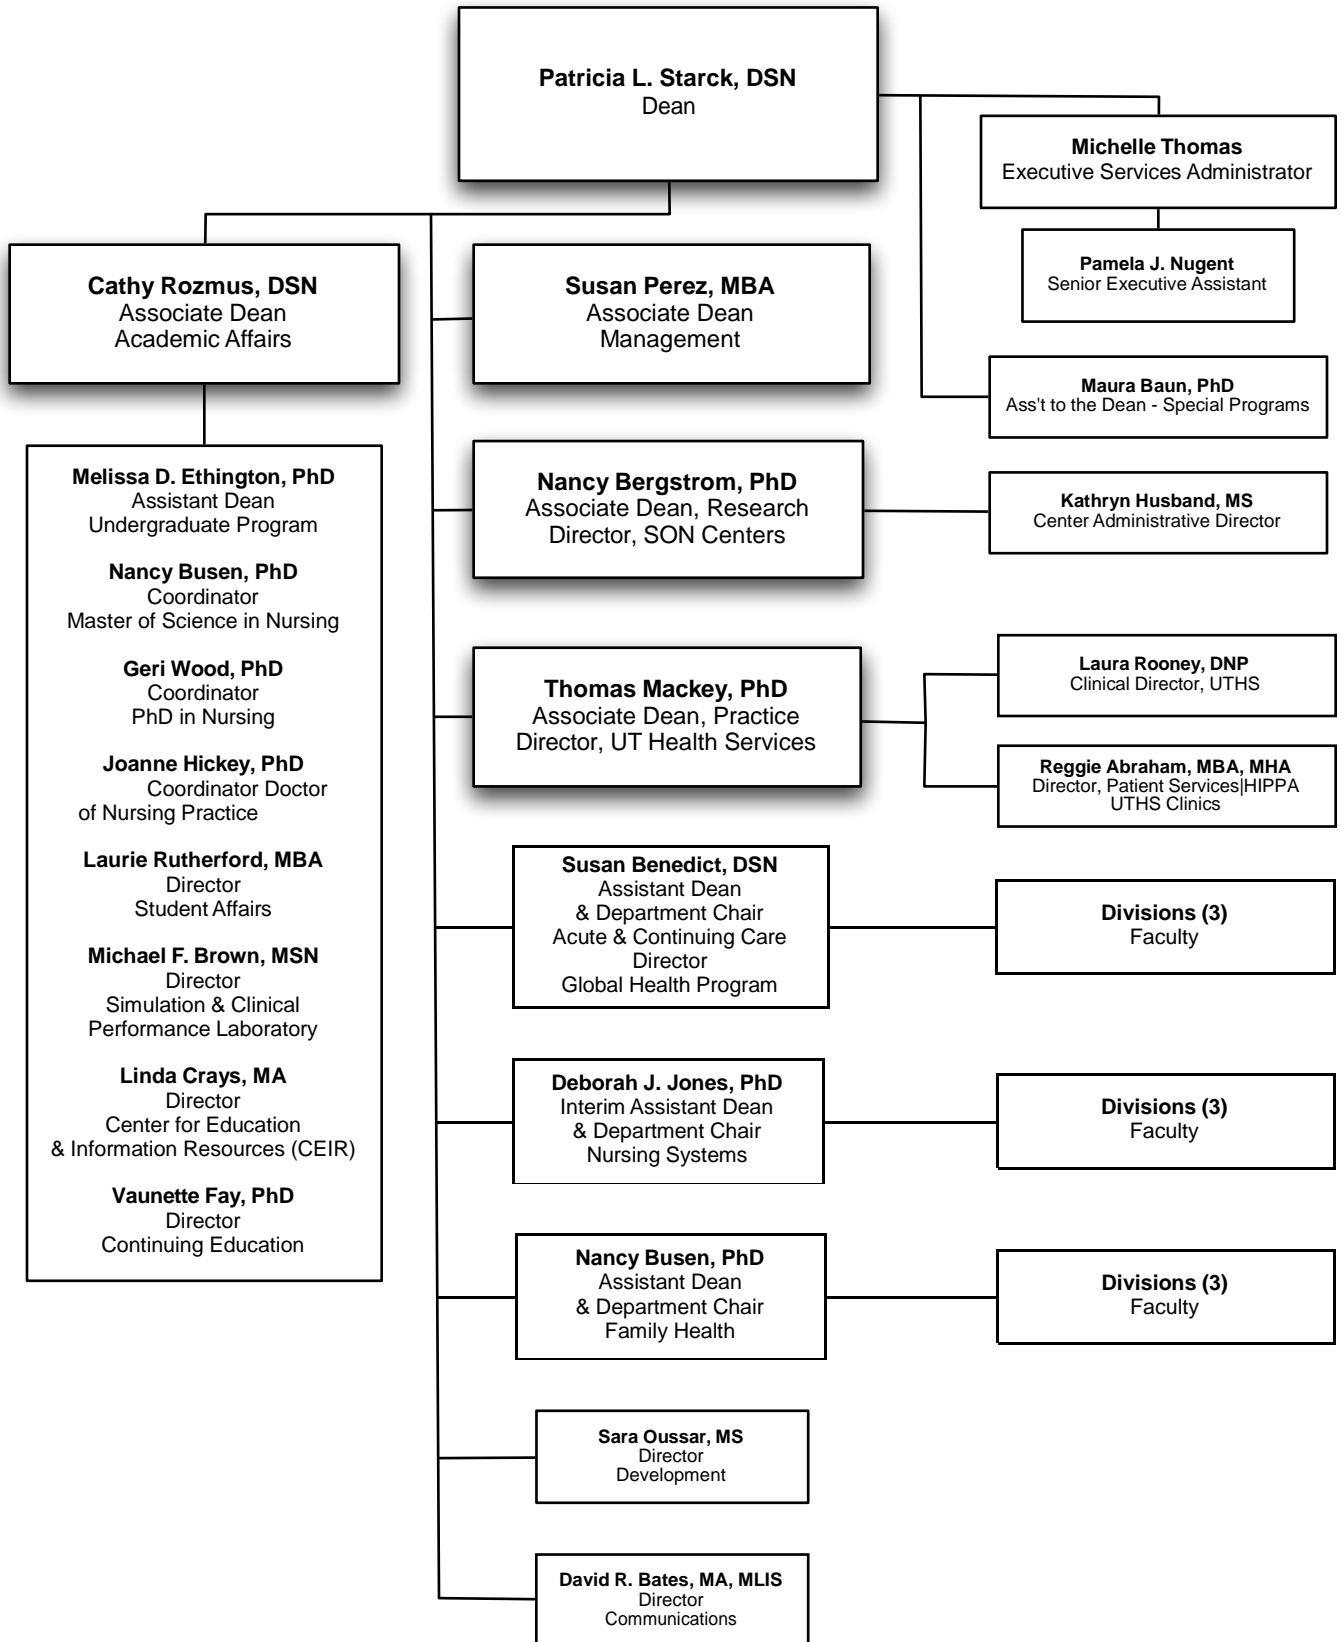 Patricia L. Starck, DSN
Dean
Michelle Thomas
Executive Services Administrator
Pamela J. Nugent
Senior Executive Assistant
Maura Baun, PhD
Ass't to the Dean - Special Programs
Cathy Rozmus, DSN
Associate Dean
Academic Affairs
Susan Perez, MBA
Associate Dean
Management
Melissa D. Ethington, PhD
Assistant Dean
Undergraduate Program
Nancy Busen, PhD
Coordinator
Master of Science in Nursing
Geri Wood, PhD
Coordinator
PhD in Nursing
Joanne Hickey, PhD
Coordinator Doctor
of Nursing Practice
Laurie Rutherford, MBA
Director
Student Affairs
Michael F. Brown, MSN
Director
Simulation & Clinical
Performance Laboratory
Linda Crays, MA
Director
Center for Education
& Information Resources (CEIR)
Vaunette Fay, PhD
Director
Continuing Education
Nancy Bergstrom, PhD
Associate Dean, Research
Director, SON Centers
Kathryn Husband, MS
Center Administrative Director
Thomas Mackey, PhD
Associate Dean, Practice
Director, UT Health Services
Laura Rooney, DNP
Clinical Director, UTHS
Reggie Abraham, MBA, MHA
Director, Patient Services|HIPPA
UTHS Clinics
Susan Benedict, DSN
Assistant Dean
& Department Chair
Acute & Continuing Care
Director
Global Health Program
Divisions (3)
Faculty
Deborah J. Jones, PhD
Interim Assistant Dean
& Department Chair
Nursing Systems
Divisions (3)
Faculty
Nancy Busen, PhD
Assistant Dean
& Department Chair
Family Health
Divisions (3)
Faculty
Sara Oussar, MS
Director
Development
David R. Bates, MA, MLIS
Director
Communications